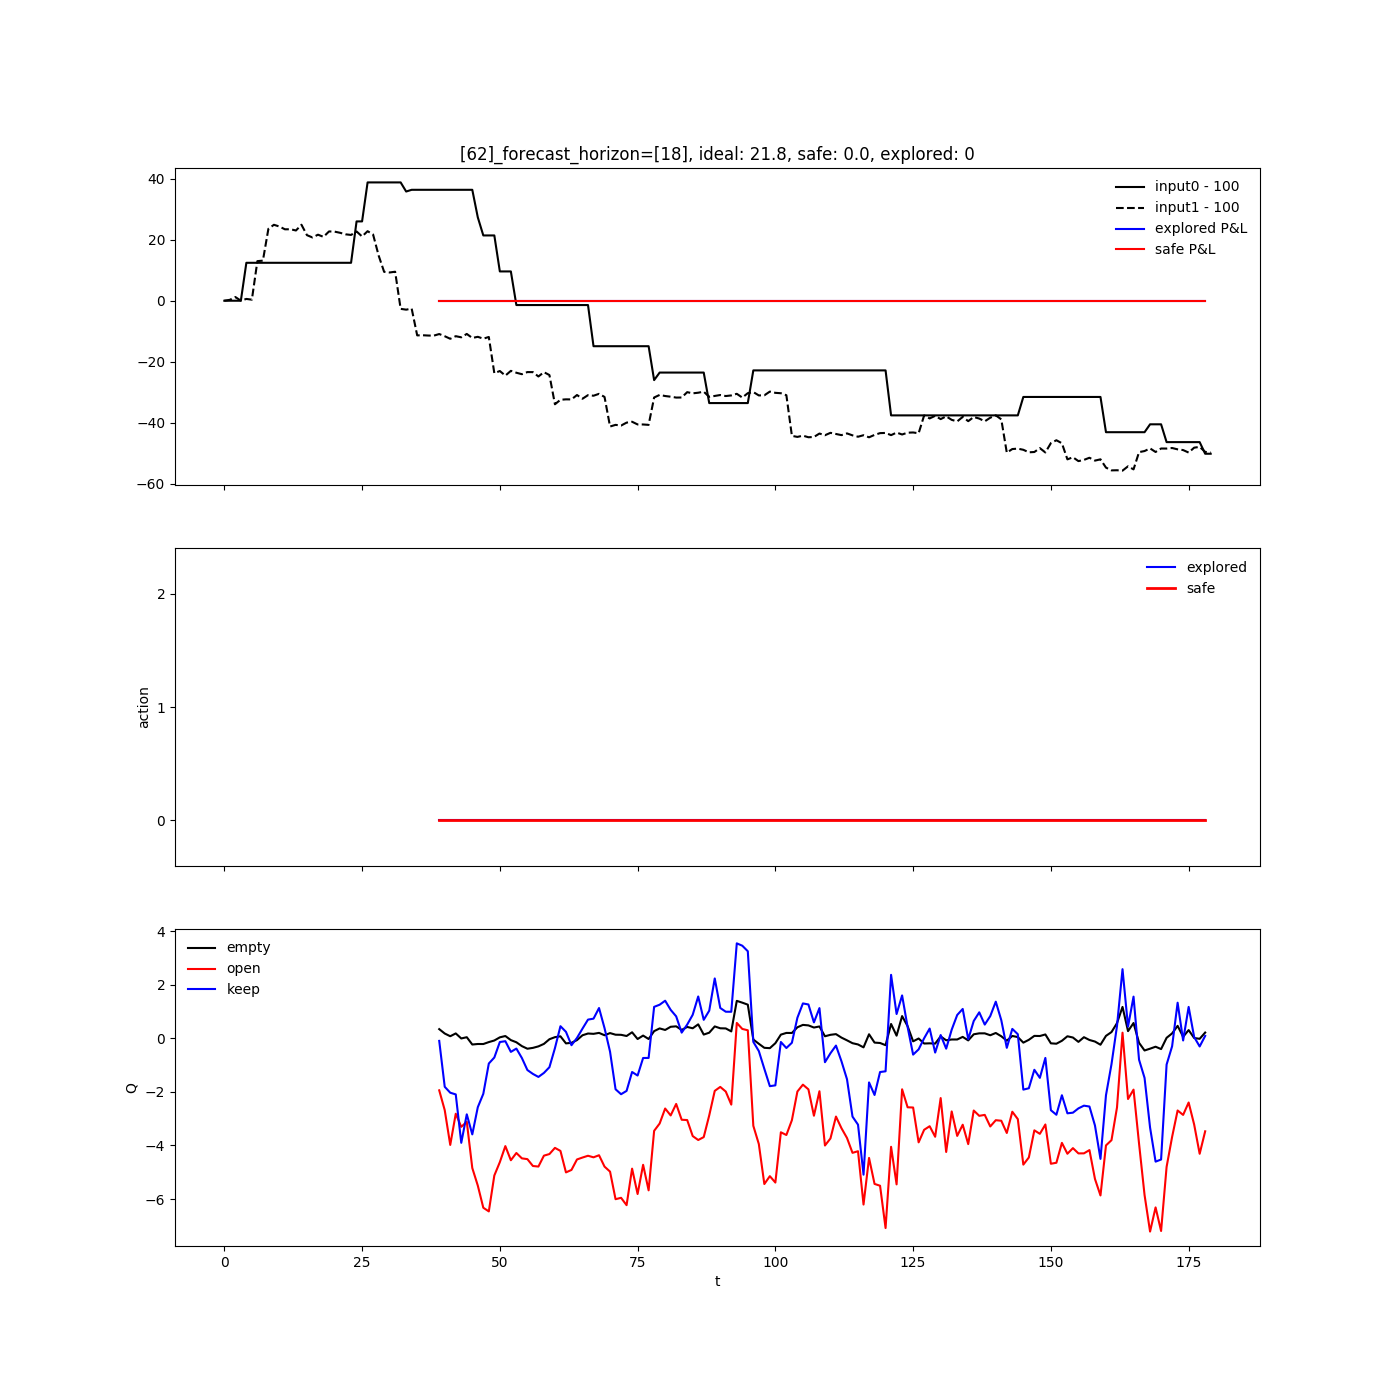 [62]_forecast_horizon=[18], ideal: 21.8, safe: 0.0, explored: 0
40
20
0
−20
−40
−60
input0 - 100
input1 - 100
explored P&L
safe P&L
2
1
0
action
explored
safe
4
2
0
−2
−4
−6
Q
empty
open
keep
0 25 50 75 100 125 150 175
t